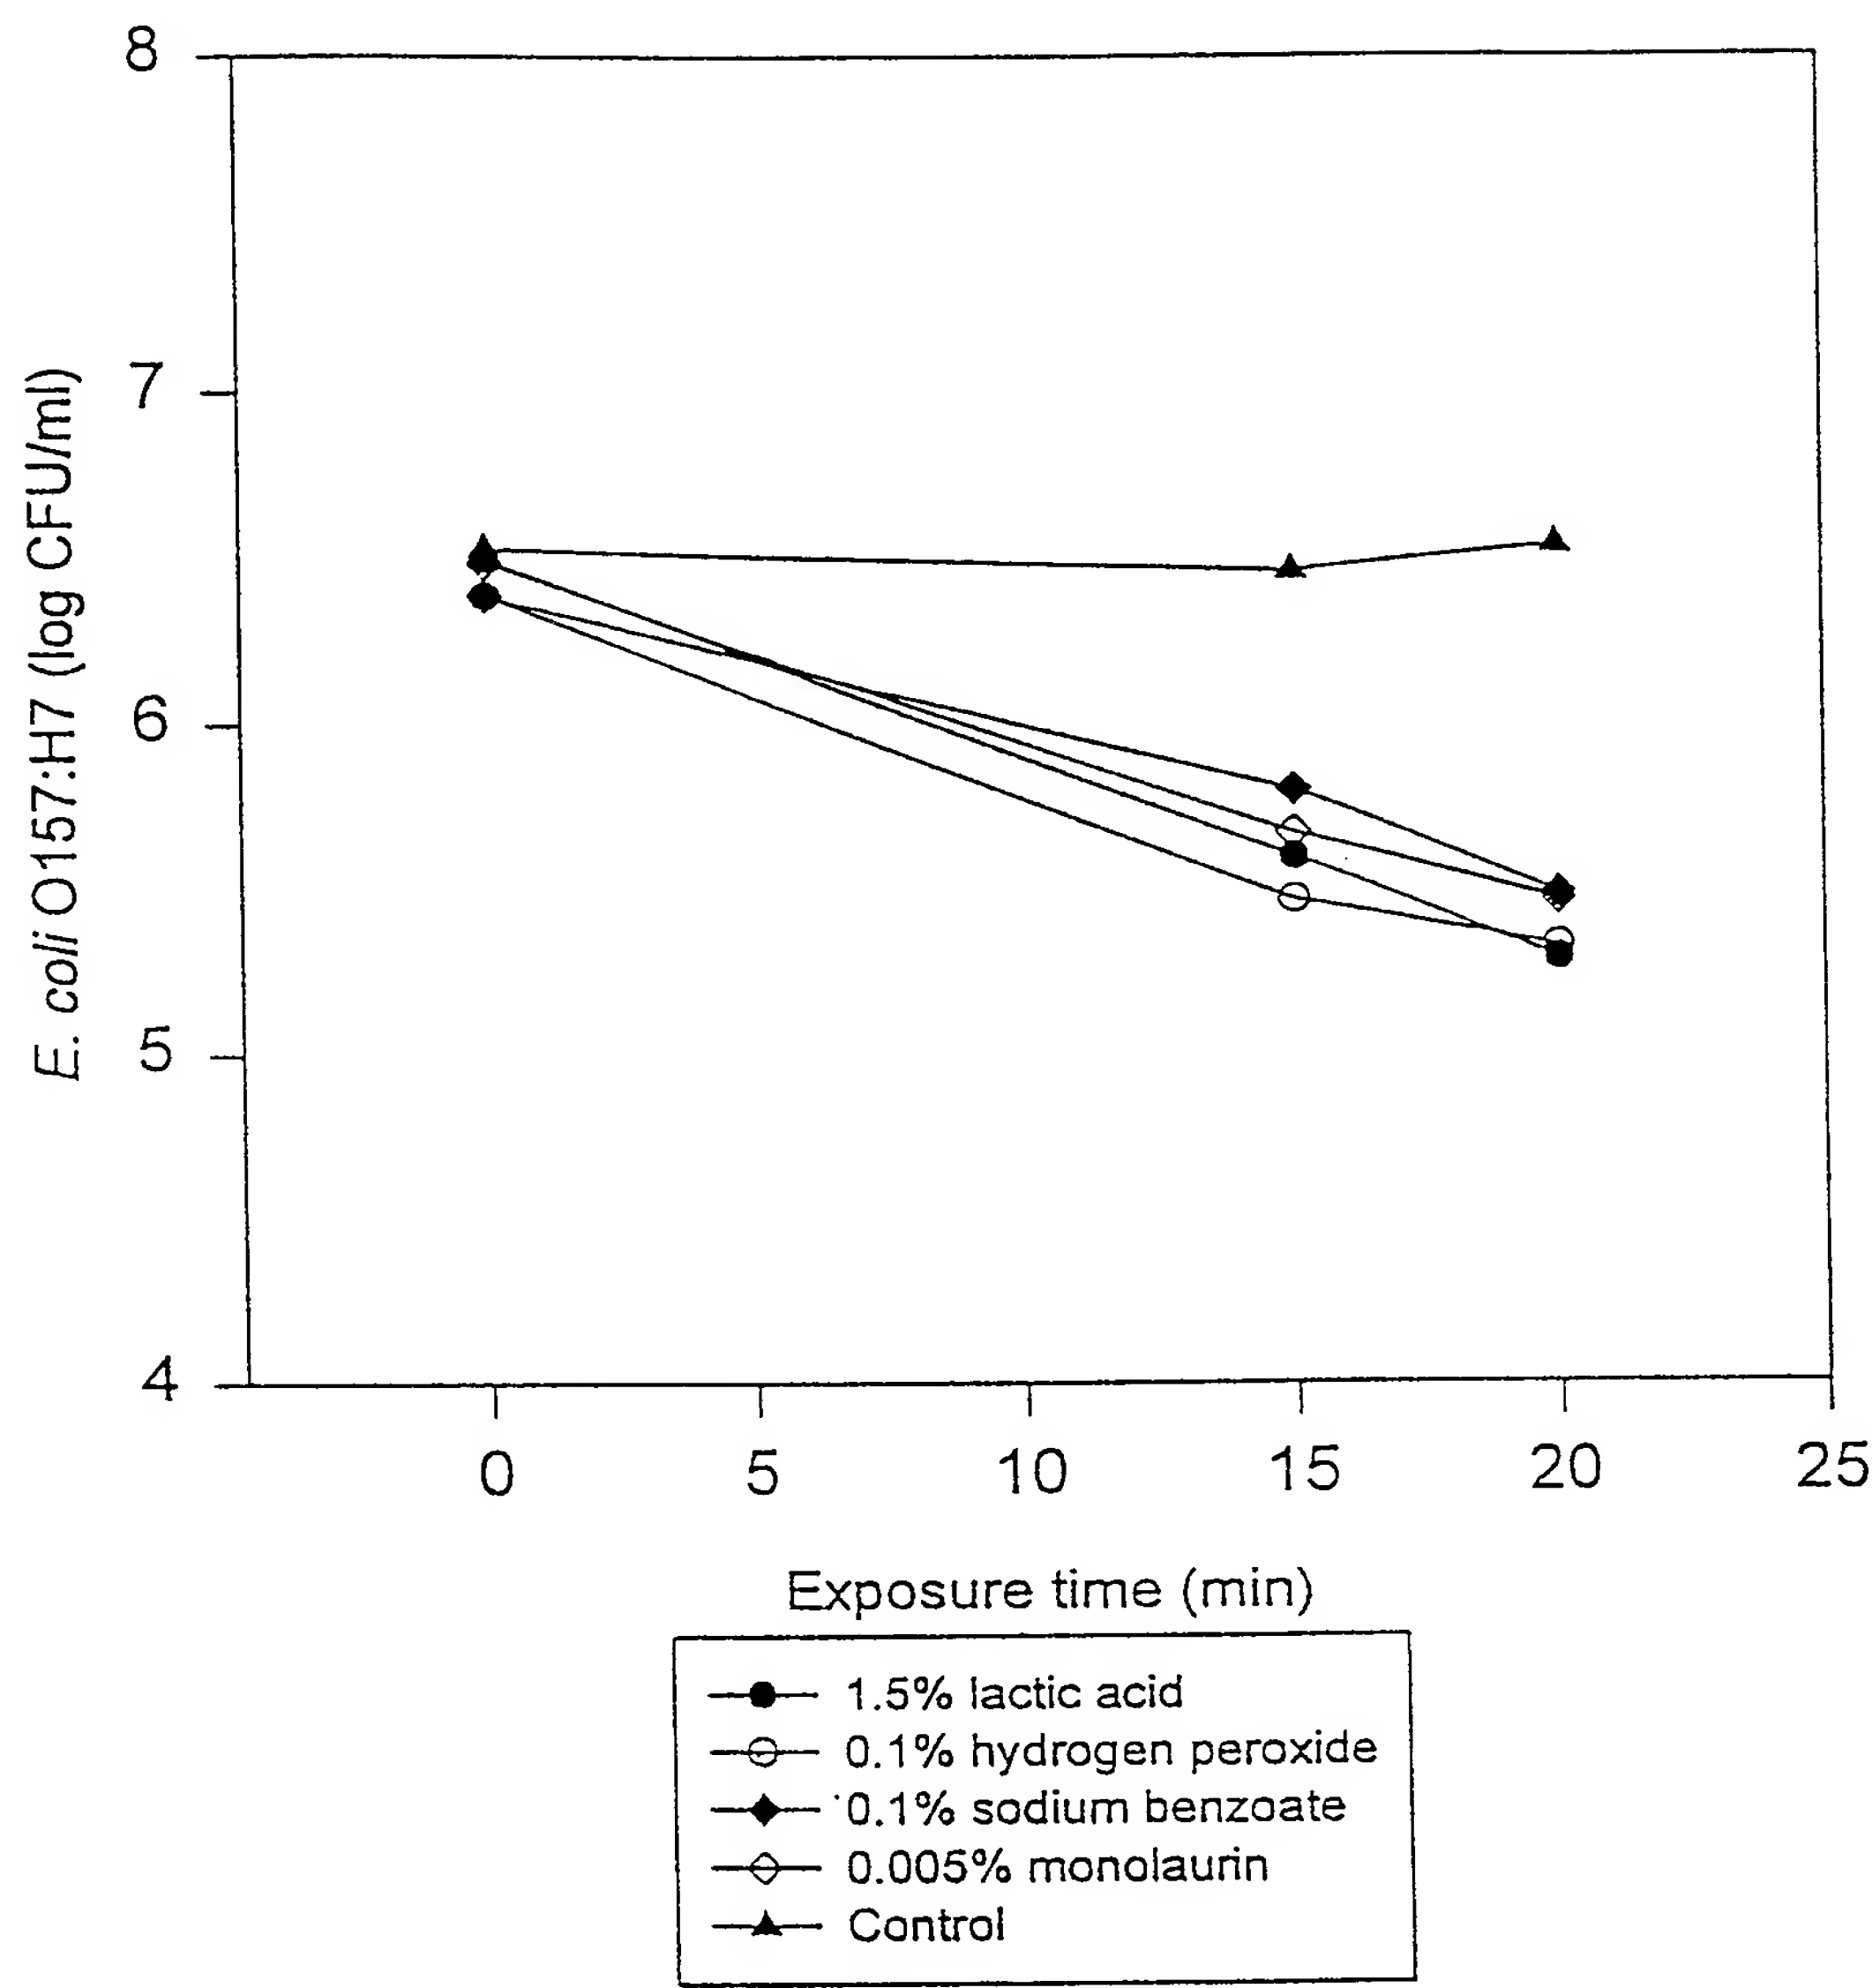 8
7
6
5
4
E. coli O157:H7 (log CFU/ml)
0 5 10 15 20 25
Exposure time (min)
1.5% lactic acid
0.1% hydrogen peroxide
0.1% sodium benzoate
0.005% monolaurin
Control